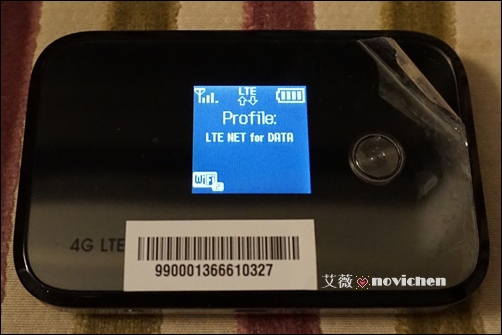 LTE
Profile:
LTE NET for DATA
WiFi
4G LTE
990001366610327
艾薇 novichen